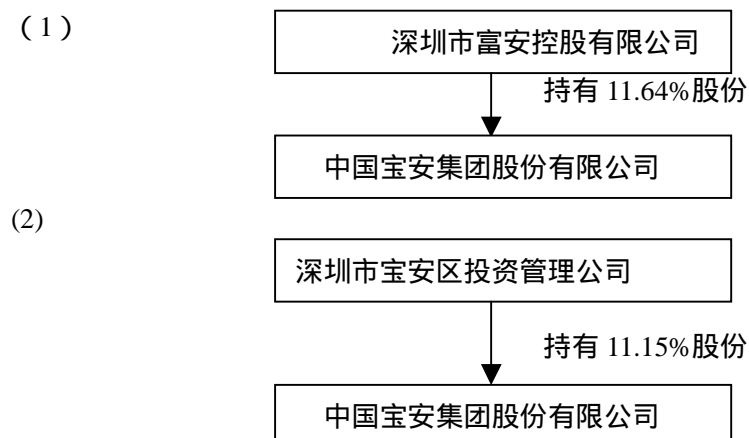 （1）
深圳市富安控股有限公司
持有 11.64%股份
中国宝安集团股份有限公司
(2)
深圳市宝安区投资管理公司
持有 11.15%股份
中国宝安集团股份有限公司